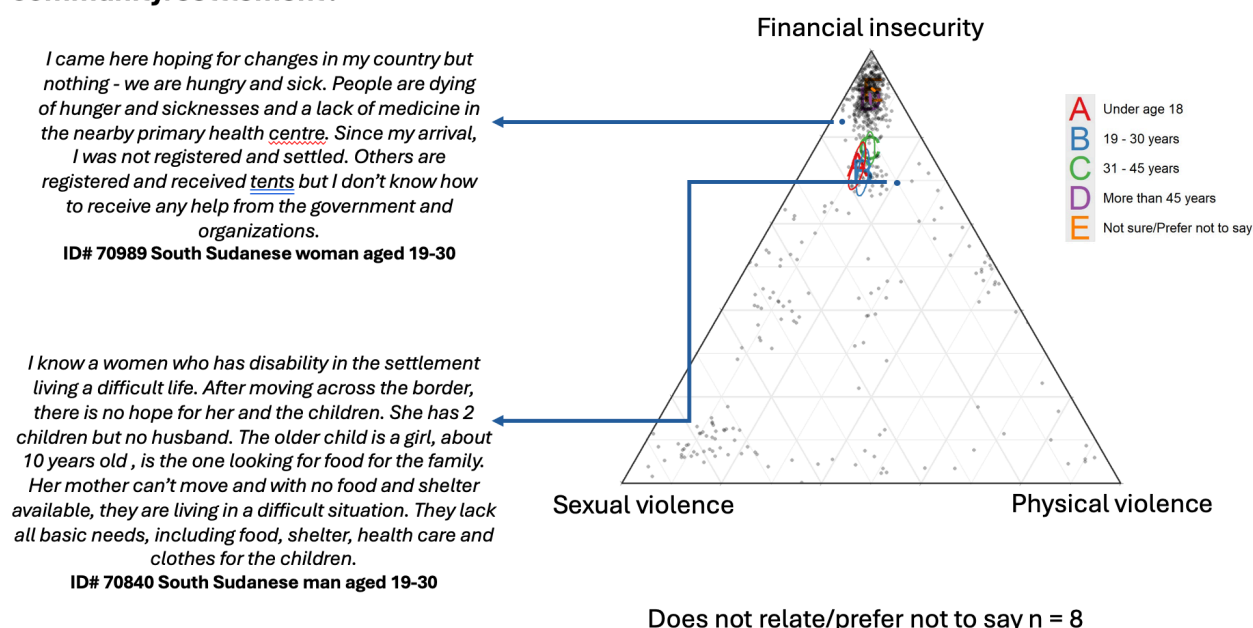 Financial insecurity
I came here hoping for changes in my country but
nothing - we are hungry and sick. People are dying
of hunger and sicknesses and a lack of medicine in
the nearby primary health centre. Since my arrival,
I was not registered and settled. Others are
registered and received tents but I don't know how
to receive any help from the government and
organizations.
ID# 70989 South Sudanese woman aged 19-30
A Under age 18
B 19 - 30 years
C 31 - 45 years
D More than 45 years
E Not sure/Prefer not to say
I know a women who has disability in the settlement
living a difficult life. After moving across the border,
there is no hope for her and the children. She has 2
children but no husband. The older child is a girl, about
10 years old , is the one looking for food for the family.
Her mother can't move and with no food and shelter
available, they are living in a difficult situation. They lack
all basic needs, including food, shelter, health care and
clothes for the children.
ID# 70840 South Sudanese man aged 19-30
Sexual violence
Physical violence
Does not relate/prefer not to say n = 8